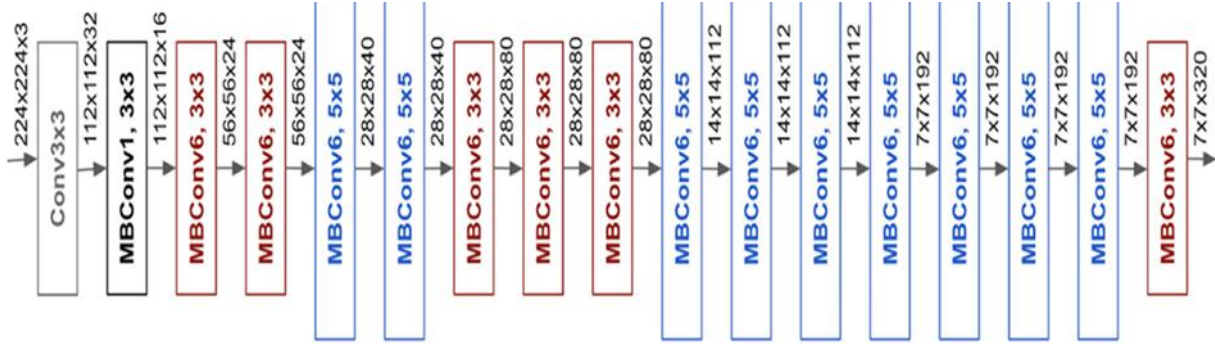 224x224x3
Conv3x3
112x112x32
MBConv1, 3x3
112x112x16
MBConv6, 3x3
56x56x24
MBConv6, 3x3
56x56x24
MBConv6, 5x5
28x28x40
MBConv6, 5x5
28x28x40
MBConv6, 3x3
28x28x80
MBConv6, 3x3
28x28x80
MBConv6, 3x3
28x28x80
MBConv6, 5x5
14x14x112
MBConv6, 5x5
14x14x112
MBConv6, 5x5
14x14x112
MBConv6, 5x5
7x7x192
MBConv6, 5x5
7x7x192
MBConv6, 5x5
7x7x192
MBConv6, 5x5
7x7x192
MBConv6, 3x3
7x7x320